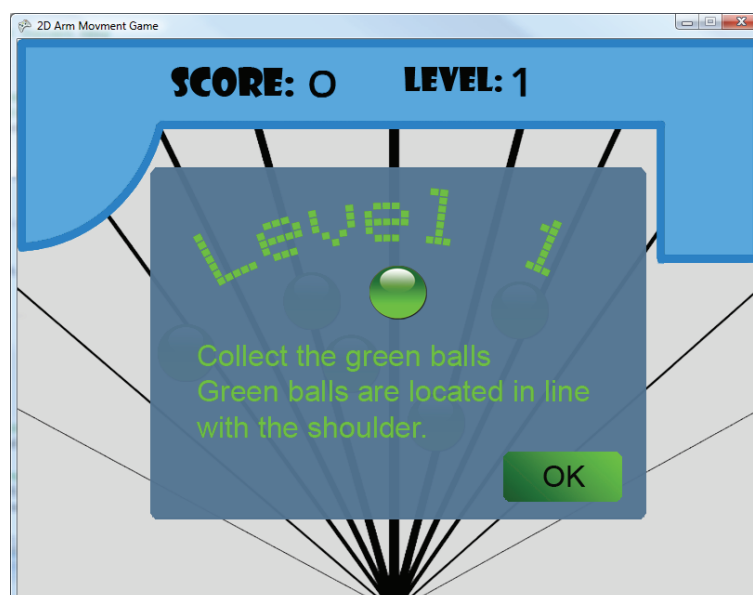 2D Arm Movment Game
SCORE: 0 LEVEL: 1
Level 1
Collect the green balls
Green balls are located in line
with the shoulder.
OK